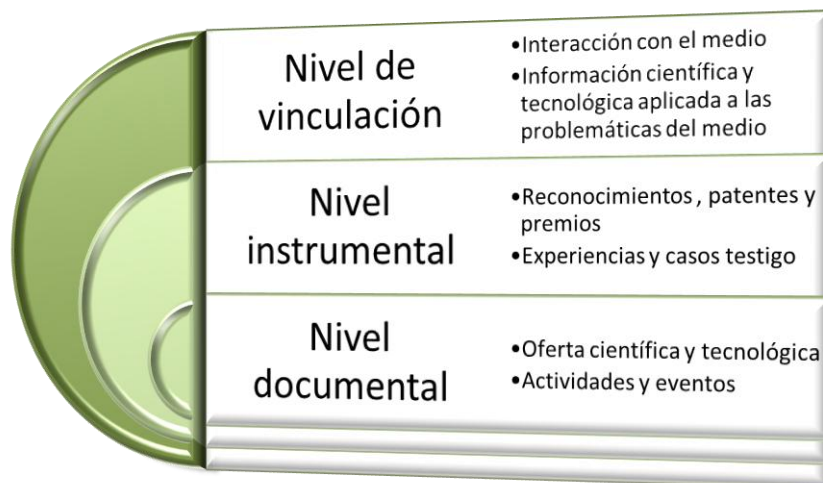 Nivel de
vinculación
•Interacción con el medio
•Información científica y
tecnológica aplicada a las
problemáticas del medio
Nivel
instrumental
•Reconocimientos , patentes y
premios
•Experiencias y casos testigo
Nivel
documental
•Oferta científica y tecnológica
•Actividades y eventos